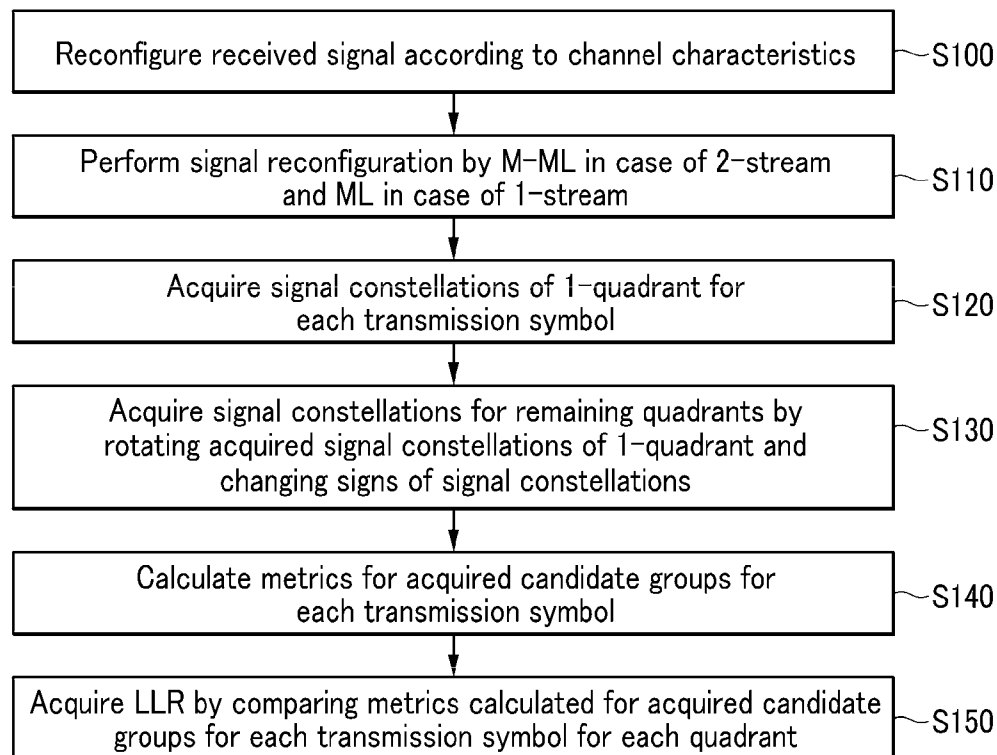 Reconfigure received signal according to channel characteristics
S100
Perform signal reconfiguration by M-ML in case of 2-stream
and ML in case of 1-stream
S110
Acquire signal constellations of 1-quadrant for
each transmission symbol
S120
Acquire signal constellations for remaining quadrants by
rotating acquired signal constellations of 1-quadrant and
changing signs of signal constellations
S130
Calculate metrics for acquired candidate groups for
each transmission symbol
S140
Acquire LLR by comparing metrics calculated for acquired candidate
groups for each transmission symbol for each quadrant
S150